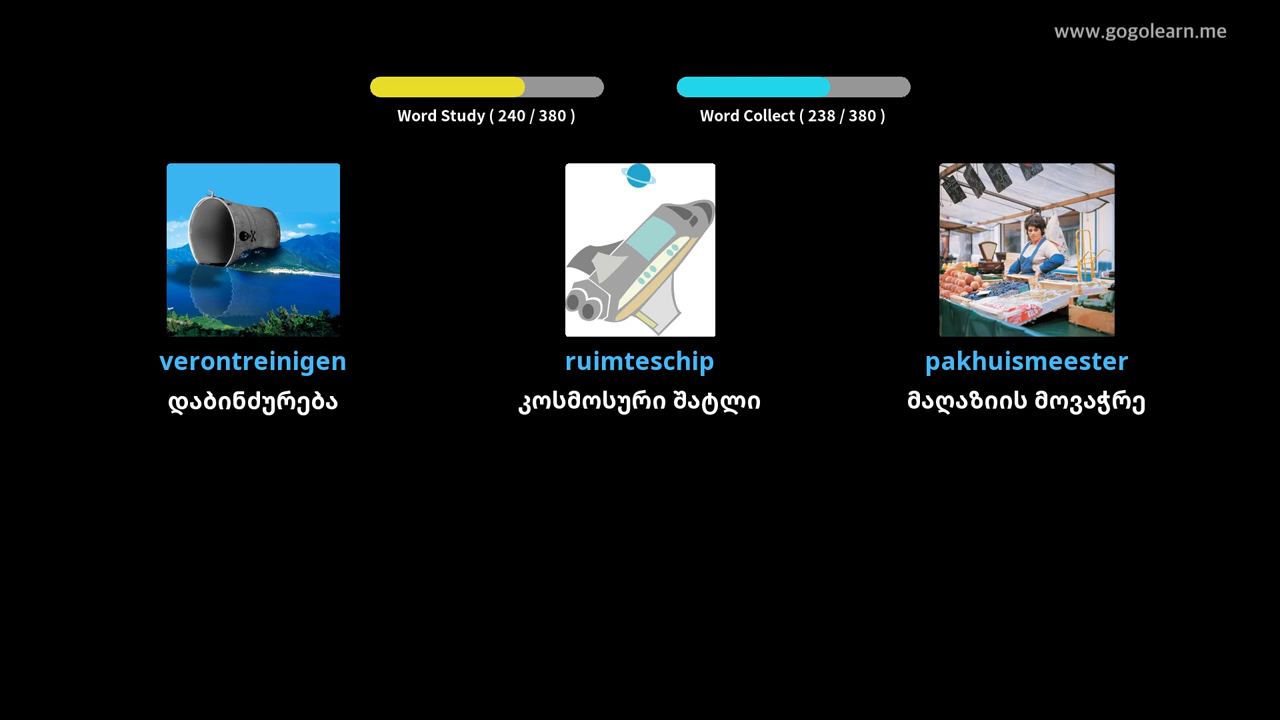 www.gogolearn.me
Word Study ( 240 / 380 )
Word Collect ( 238 / 380 )
verontreinigen
ruimteschip
pakhuismeester
დაბინძურება
კოსმოსური შატლი
მაღაზიის მოვაჭრე